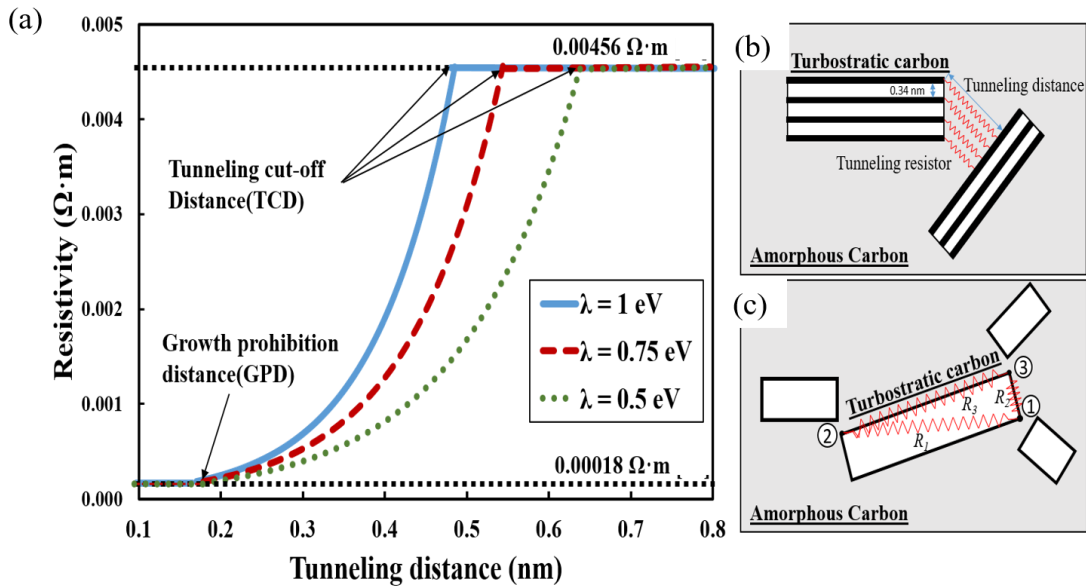 (a)
Resistivity (Ω·m)
0.005
0.004
0.003
0.002
0.001
0.000
0.00456 Ω·m
Tunneling cut-off
Distance(TCD)
Growth prohibition
distance(GPD)
λ = 1 eV
λ = 0.75 eV
λ = 0.5 eV
0.00018 Ω·m
0.1 0.2 0.3 0.4 0.5 0.6 0.7 0.8
Tunneling distance (nm)
(b)
Turbostratic carbon
0.34 nm
Tunneling distance
Tunneling resistor
Amorphous Carbon
(c)
Turbostratic carbon
③
R2
R3
①
②
R1
Amorphous Carbon